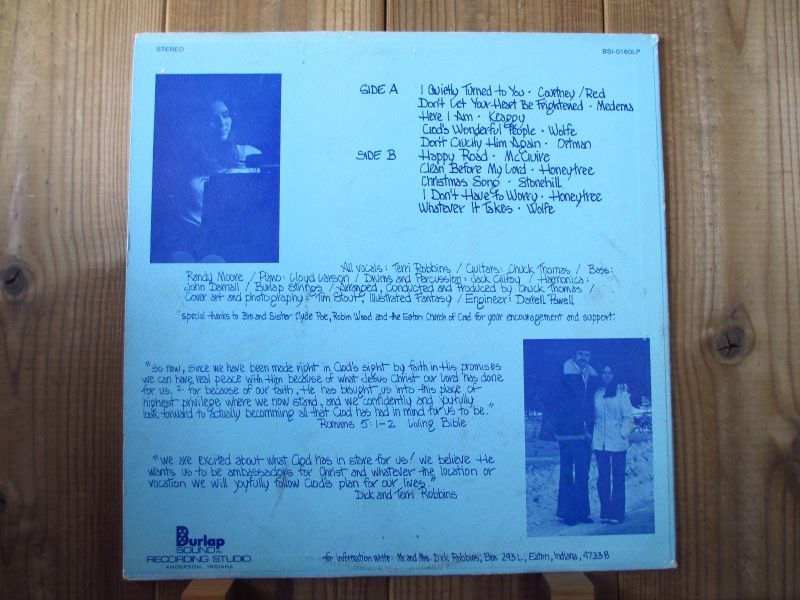 STEREO
BSI-0160LP
SIDE A
I Quietly Turned to You · Courtney / Red
Don't Let Your Heart Be Frightened · Medema
Here I Am · Krappy
God's Wonderful People · Wolfe
Don't Crucify Him Again · Ortman
SIDE B
Happy Road · McGuire
Clean Before My Lord · Honeytree
Christmas Song · Stonehill
I Don't Have to Worry · Honeytree
Whatever It Takes · Wolfe
All vocals: Terri Robbins / Guitars: Chuck Thomas / Bass:
Randy Moore / Piano: Lloyd Larson / Drums and Percussion: Jack Gilfoy / Harmonica:
John Darnall / Burlap Strings / Arranged, Conducted and Produced by Chuck Thomas /
Cover art and photography: Tim Stout, Illustrated Fantasy / Engineer: Darrell Powell
special thanks to Bro and Sister Clyde Poe, Robin Wood and the Eaton Church of God for your encouragement and support.
"So now, since we have been made right in God's sight by faith in His promises
we can have real peace with Him because of what Jesus Christ our Lord has done
for us. 2 For because of our faith, He has brought us into this place of
highest privilege where we now stand, and we confidently and joyfully
look forward to actually becomming all that God has had in mind for us to be."
Romans 5:1-2 Living Bible
"We are excited about what God has in store for us! We believe He
wants us to be ambassadors for Christ and whatever the location or
vocation we will joyfully follow God's plan for our lives"
Dick and Terri Robbins
Burlap
SOUND
RECORDING STUDIO
ANDERSON, INDIANA
for information write: Mr and Mrs. Dick Robbins, Box 293L, Eaton, Indiana, 47338